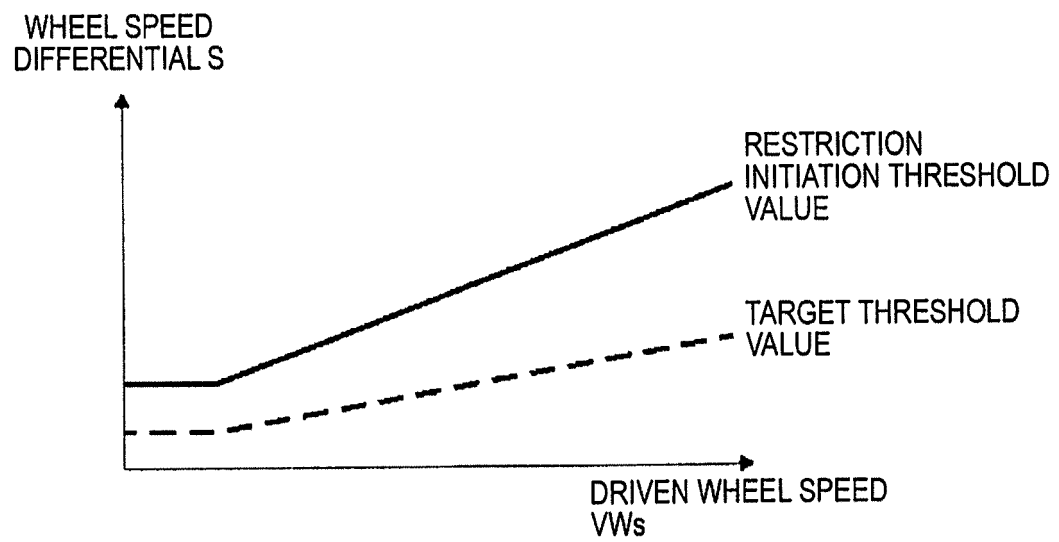 WHEEL SPEED
DIFFERENTIAL S
RESTRICTION
INITIATION THRESHOLD
VALUE
TARGET THRESHOLD
VALUE
DRIVEN WHEEL SPEED
VWs